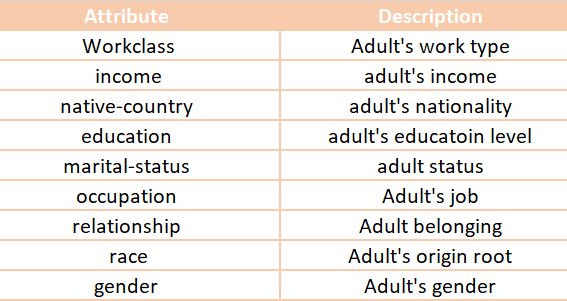 Attribute Description
Workclass Adult's work type
income adult's income
native-country adult's nationality
education adult's educatoin level
marital-status adult status
occupation Adult's job
relationship Adult belonging
race Adult's origin root
gender Adult's gender